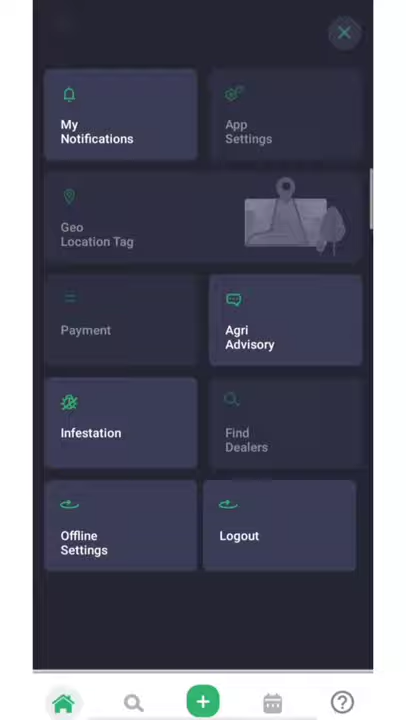 My
Notifications
App
Settings
Geo
Location Tag
Payment
Agri
Advisory
Infestation
Find
Dealers
Offline
Settings
Logout